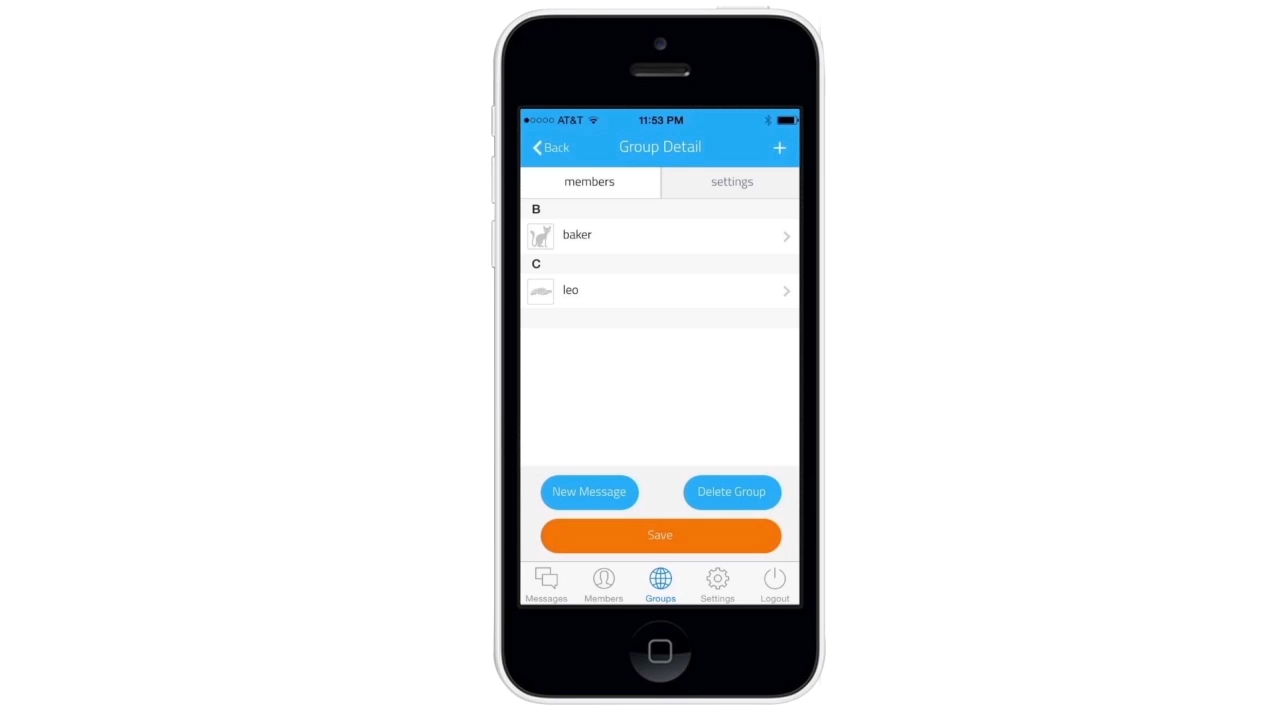 AT&T 11:53 PM
Back Group Detail +
members settings
B
baker
C
leo
New Message Delete Group
Save
Messages Members Groups Settings Logout